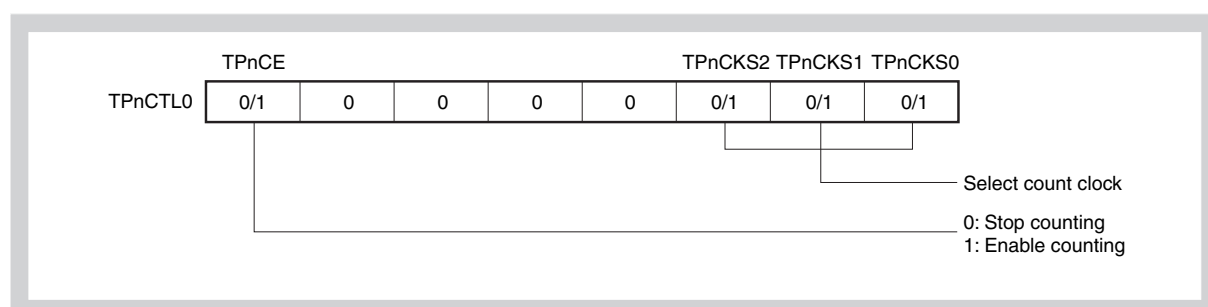 TPnCE TPnCKS2 TPnCKS1 TPnCKS0
TPnCTL0 0/1 0 0 0 0 0/1 0/1 0/1
Select count clock
0: Stop counting
1: Enable counting